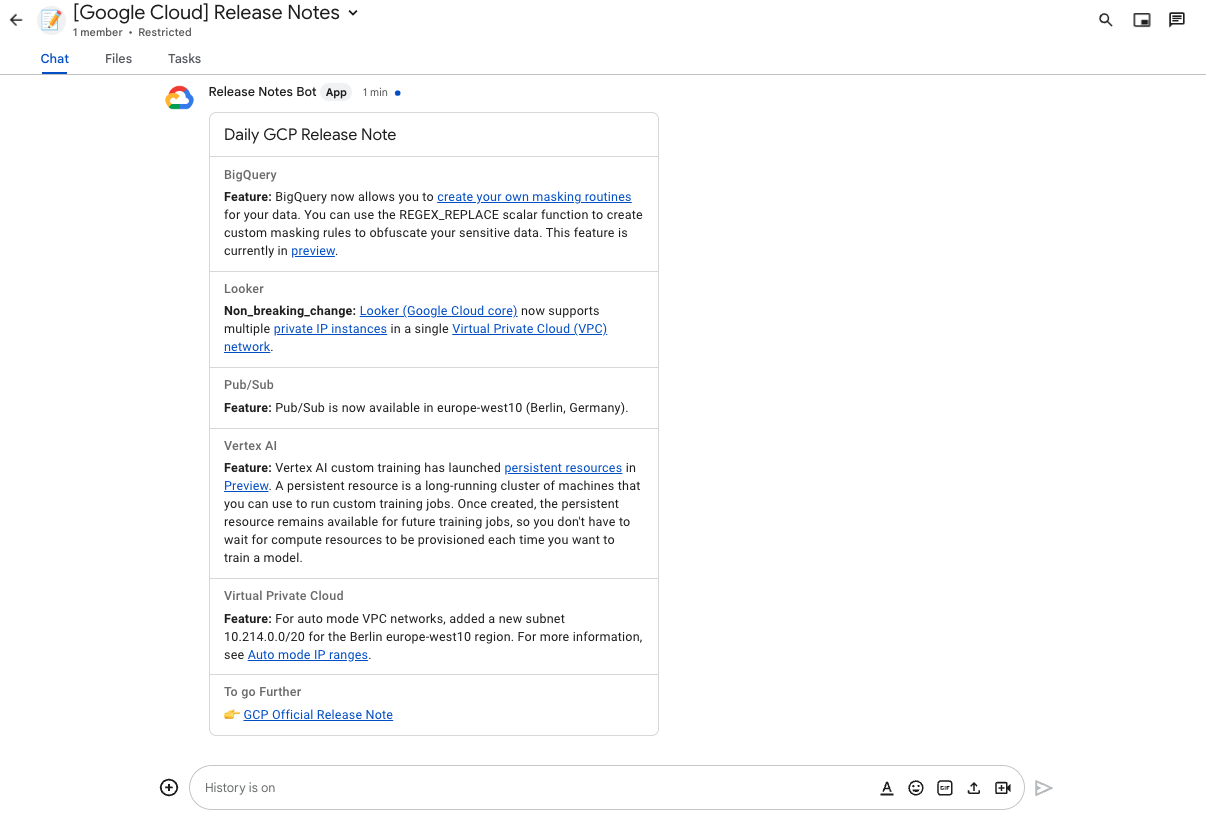 [Google Cloud] Release Notes
1 member • Restricted
Chat Files Tasks
Release Notes Bot App 1 min
Daily GCP Release Note
BigQuery
Feature: BigQuery now allows you to create your own masking routines
for your data. You can use the REGEX_REPLACE scalar function to create
custom masking rules to obfuscate your sensitive data. This feature is
currently in preview.
Looker
Non_breaking_change: Looker (Google Cloud core) now supports
multiple private IP instances in a single Virtual Private Cloud (VPC)
network.
Pub/Sub
Feature: Pub/Sub is now available in europe-west10 (Berlin, Germany).
Vertex AI
Feature: Vertex AI custom training has launched persistent resources in
Preview. A persistent resource is a long-running cluster of machines that
you can use to run custom training jobs. Once created, the persistent
resource remains available for future training jobs, so you don't have to
wait for compute resources to be provisioned each time you want to
train a model.
Virtual Private Cloud
Feature: For auto mode VPC networks, added a new subnet
10.214.0.0/20 for the Berlin europe-west10 region. For more information,
see Auto mode IP ranges.
To go Further
👉 GCP Official Release Note
History is on
A GIF